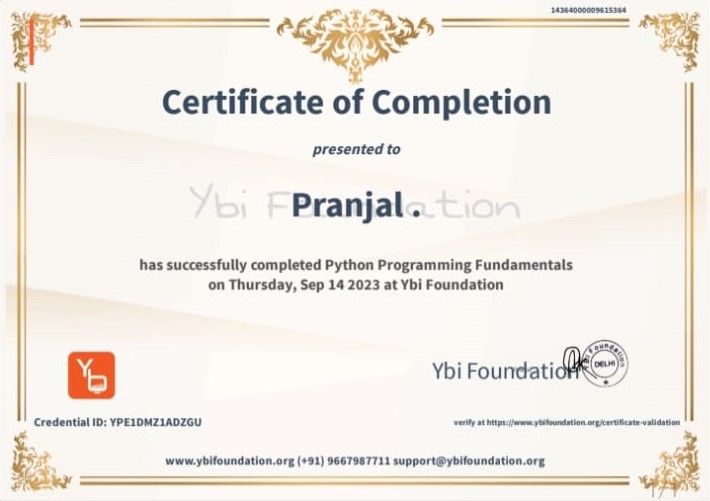 14364000009615364
Certificate of Completion
presented to
Ybi Foundation
Pranjal .
has successfully completed Python Programming Fundamentals
on Thursday, Sep 14 2023 at Ybi Foundation
Yb
Ybi Foundation
Ybi Foundation
DELHI
Credential ID: YPE1DMZ1ADZGU
verify at https://www.ybifoundation.org/certificate-validation
www.ybifoundation.org (+91) 9667987711 support@ybifoundation.org